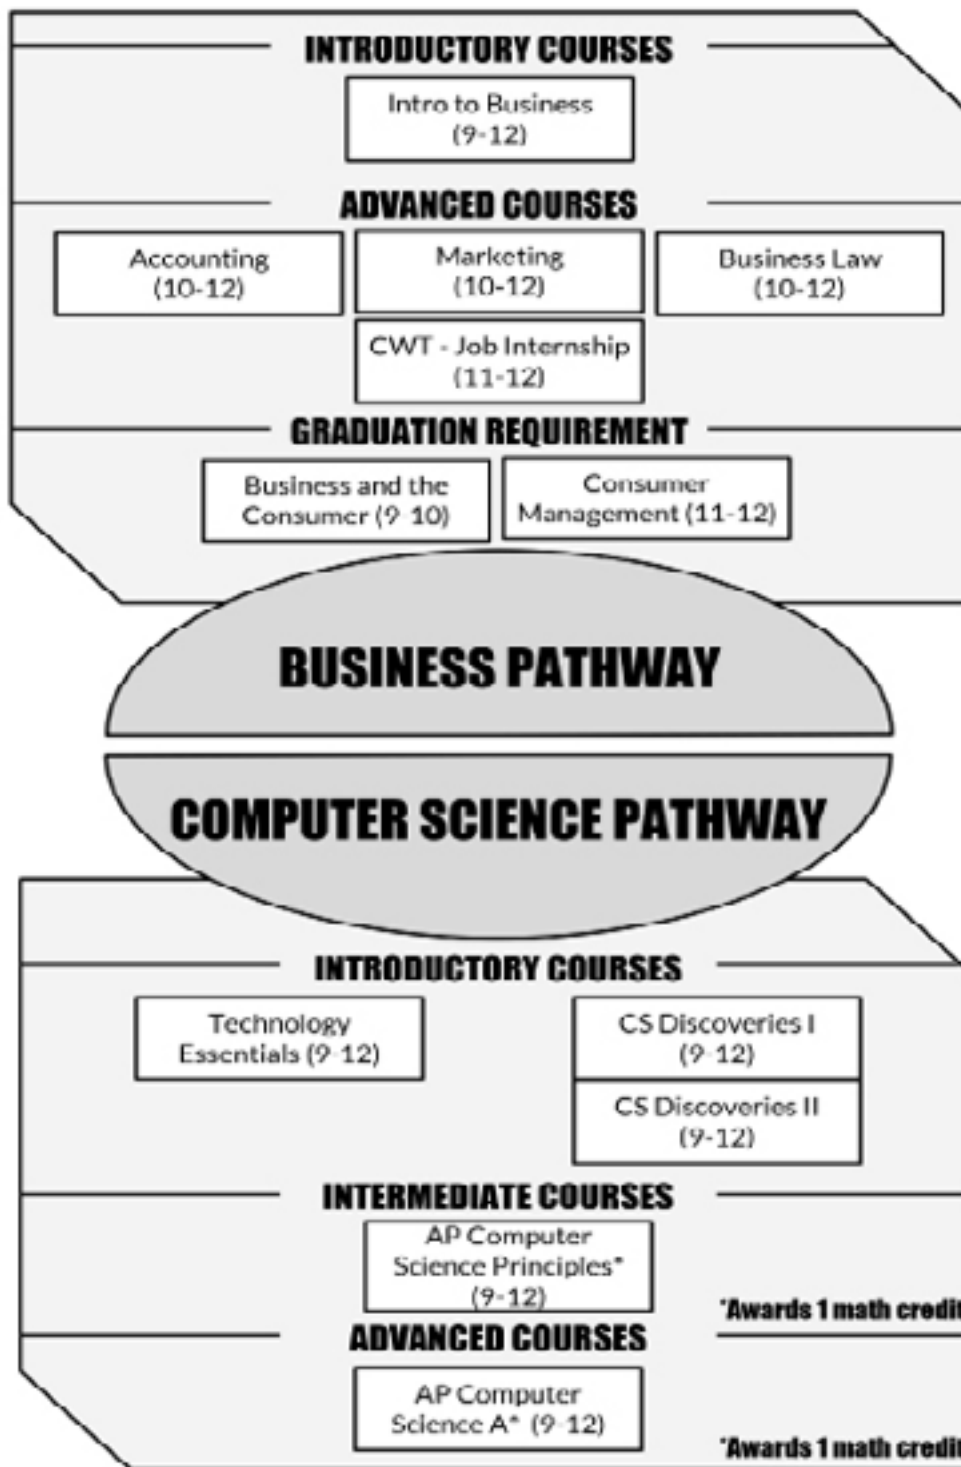 INTRODUCTORY COURSES
Intro to Business
(9-12)
ADVANCED COURSES
Accounting
(10-12)
Marketing
(10-12)
Business Law
(10-12)
CWT - Job Internship
(11-12)
GRADUATION REQUIREMENT
Business and the
Consumer (9-10)
Consumer
Management (11-12)
BUSINESS PATHWAY
COMPUTER SCIENCE PATHWAY
INTRODUCTORY COURSES
Technology
Essentials (9-12)
CS Discoveries I
(9-12)
CS Discoveries II
(9-12)
INTERMEDIATE COURSES
AP Computer
Science Principles*
(9-12)
*Awards 1 math credit
ADVANCED COURSES
AP Computer
Science A* (9-12)
*Awards 1 math credit